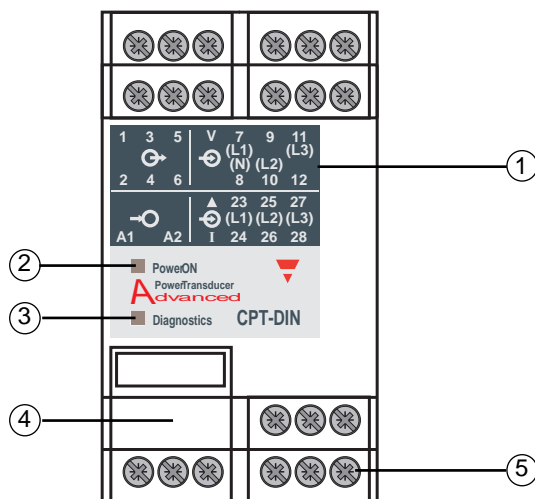 1 3 5 V 7 9 11
(L1) (L3)
(N) (L2)
2 4 6 8 10 12
▲ 23 25 27
(L1) (L2) (L3)
A1 A2 I 24 26 28
PowerON
PowerTransducer
Advanced
Diagnostics CPT-DIN
1
2
3
4
5